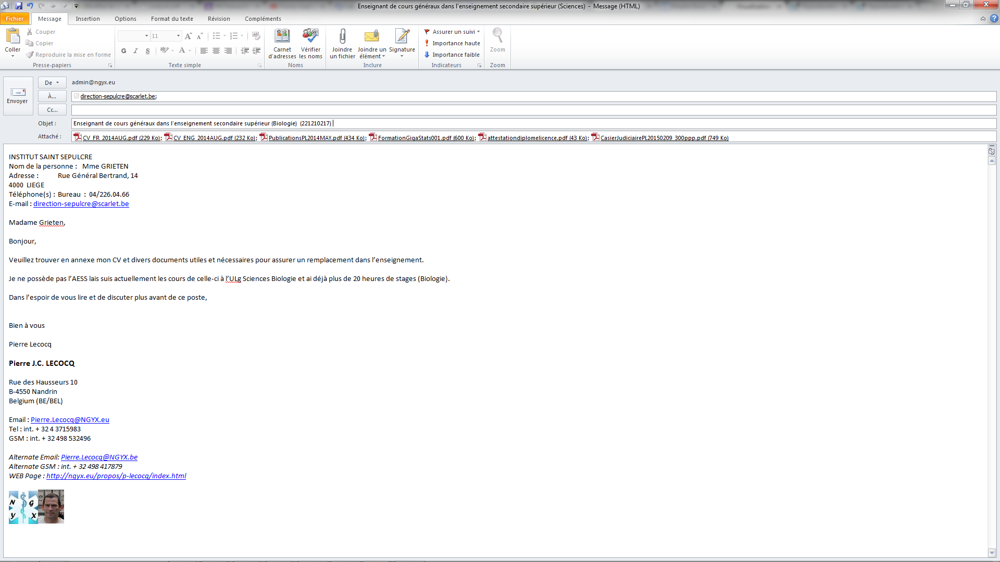 Enseignant de cours généraux dans l'enseignement secondaire supérieur (Sciences) - Message (HTML)
Fichier Message Insertion Options Format du texte Révision Compléments
Coller
Couper
Copier
Reproduire la mise en forme
Presse-papiers
11
G I S
Texte simple
Carnet d'adresses
Vérifier les noms
Noms
Joindre un fichier
Joindre un élément
Signature
Inclure
Assurer un suivi
Importance haute
Importance faible
Indicateurs
Zoom
Zoom
Envoyer
De admin@ngyx.eu
À... direction-sepulcre@scarlet.be;
Cc...
Objet : Enseignant de cours généraux dans l'enseignement secondaire supérieur (Biologie) (221210217)
Attaché : CV_FR_2014AUG.pdf (229 Ko); CV_ENG_2014AUG.pdf (232 Ko); PublicationsPL2014MAY.pdf (434 Ko); FormationGigaStats001.pdf (600 Ko); attestationdiplomelicence.pdf (43 Ko); CasierJudiciairePL20150209_300ppp.pdf (749 Ko)
INSTITUT SAINT SEPULCRE
Nom de la personne : Mme GRIETEN
Adresse : Rue Général Bertrand, 14
4000 LIEGE
Téléphone(s) : Bureau : 04/226.04.66
E-mail : direction-sepulcre@scarlet.be
Madame Grieten,
Bonjour,
Veuillez trouver en annexe mon CV et divers documents utiles et nécessaires pour assurer un remplacement dans l'enseignement.
Je ne possède pas l'AESS lais suis actuellement les cours de celle-ci à l'ULg Sciences Biologie et ai déjà plus de 20 heures de stages (Biologie).
Dans l'espoir de vous lire et de discuter plus avant de ce poste,
Bien à vous
Pierre Lecocq
Pierre J.C. LECOCQ
Rue des Hausseurs 10
B-4550 Nandrin
Belgium (BE/BEL)
Email : Pierre.Lecocq@NGYX.eu
Tel : int. + 32 4 3715983
GSM : int. + 32 498 532496
Alternate Email: Pierre.Lecocq@NGYX.be
Alternate GSM : int. + 32 498 417879
WEB Page : http://ngyx.eu/propos/p-lecocq/index.html
N G
Y X